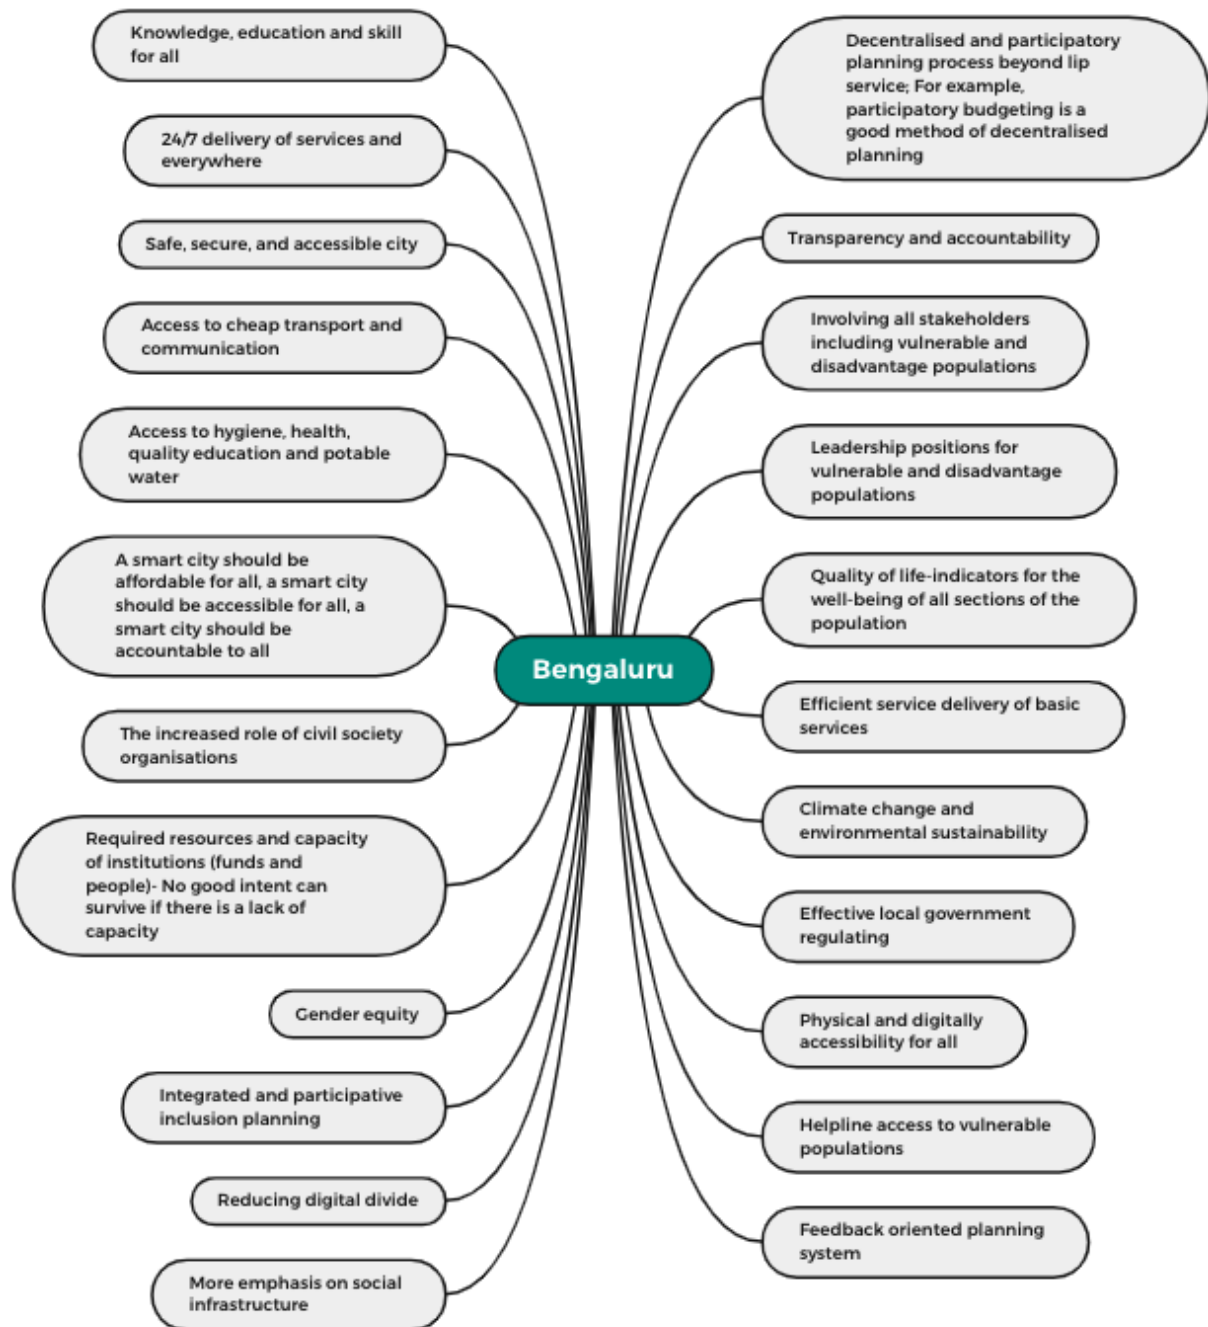 Knowledge, education and skill
for all
24/7 delivery of services and
everywhere
Safe, secure, and accessible city
Access to cheap transport and
communication
Access to hygiene, health,
quality education and potable
water
A smart city should be
affordable for all, a smart city
should be accessible for all, a
smart city should be
accountable to all
The increased role of civil society
organisations
Required resources and capacity
of institutions (funds and
people)- No good intent can
survive if there is a lack of
capacity
Gender equity
Integrated and participative
inclusion planning
Reducing digital divide
More emphasis on social
infrastructure
Bengaluru
Decentralised and participatory
planning process beyond lip
service; For example,
participatory budgeting is a
good method of decentralised
planning
Transparency and accountability
Involving all stakeholders
including vulnerable and
disadvantage populations
Leadership positions for
vulnerable and disadvantage
populations
Quality of life-indicators for the
well-being of all sections of the
population
Efficient service delivery of basic
services
Climate change and
environmental sustainability
Effective local government
regulating
Physical and digitally
accessibility for all
Helpline access to vulnerable
populations
Feedback oriented planning
system